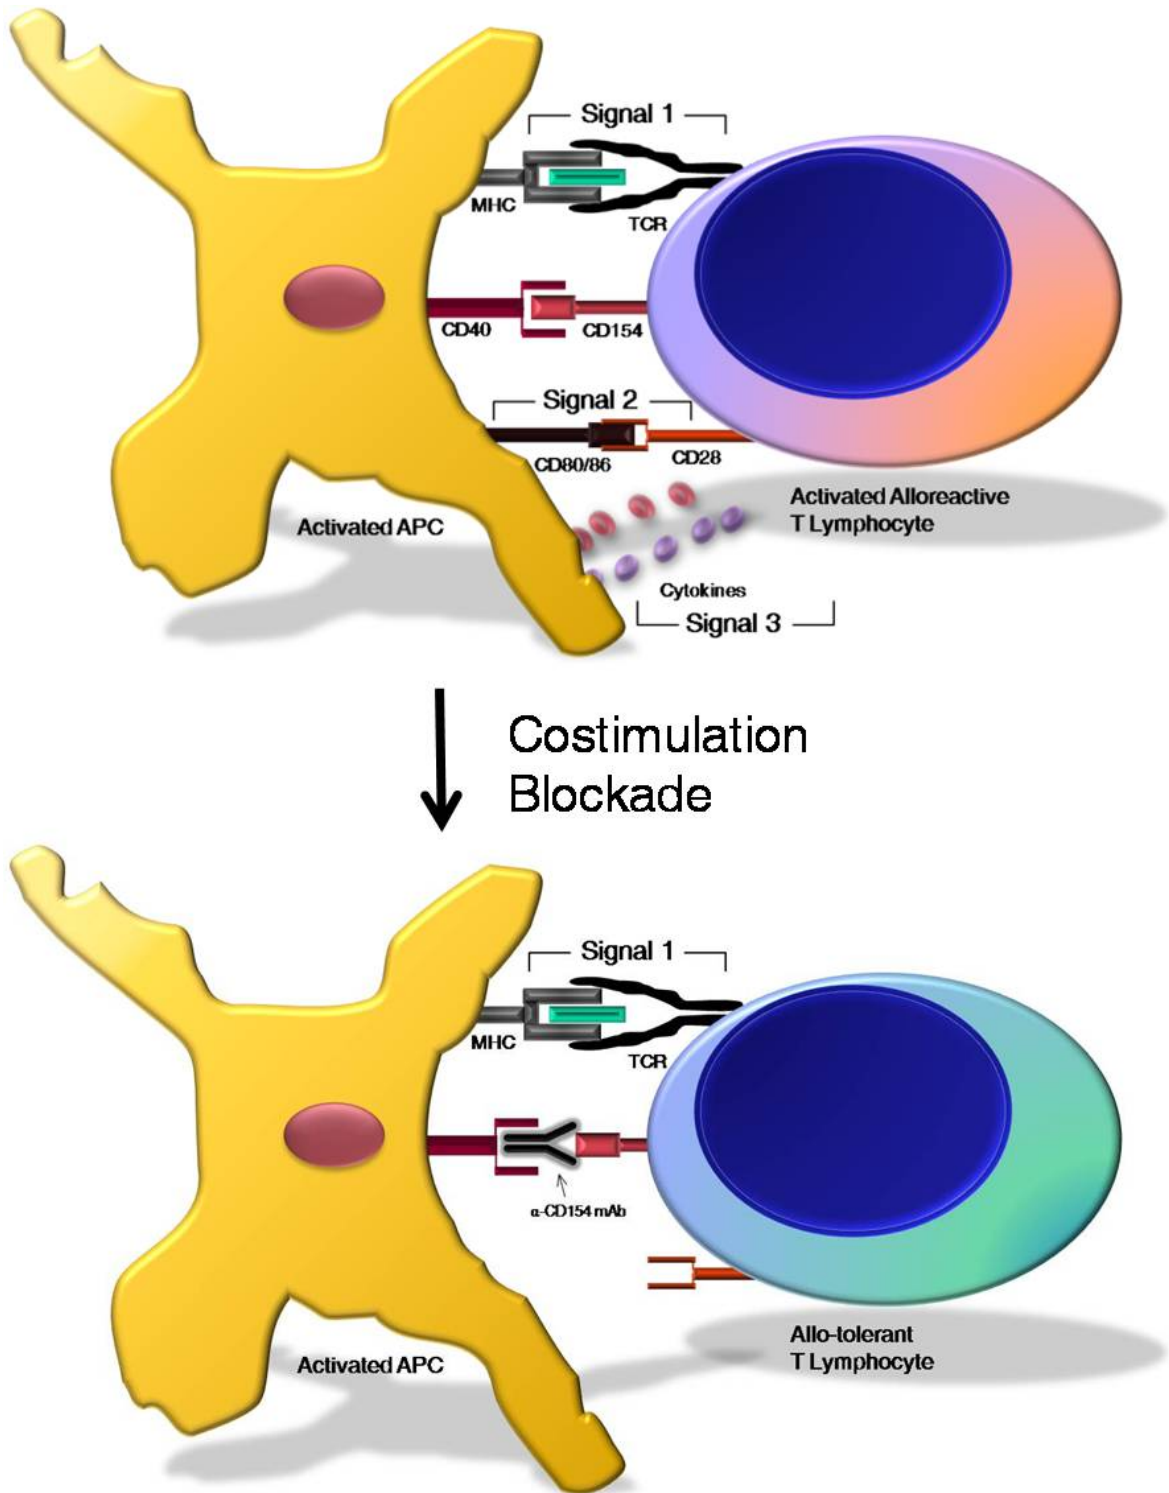 Signal 1
MHC
TCR
CD40
CD154
Signal 2
CD80/86
CD28
Activated APC
Activated Alloreactive
T Lymphocyte
Cytokines
Signal 3
Costimulation
Blockade
Signal 1
MHC
TCR
α-CD154 mAb
Activated APC
Allo-tolerant
T Lymphocyte